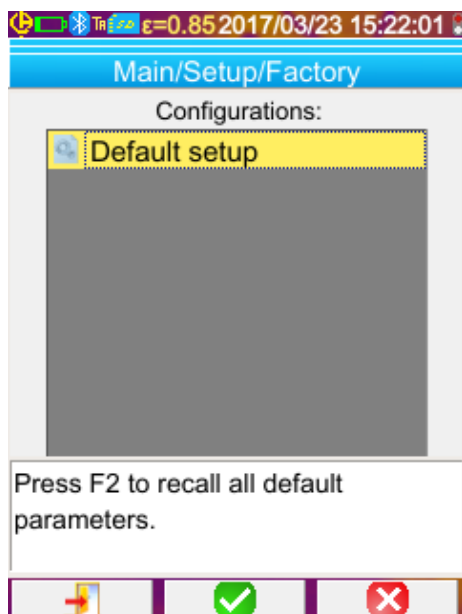 ε=0.85 2017/03/23 15:22:01
Main/Setup/Factory
Configurations:
Default setup
Press F2 to recall all default
parameters.